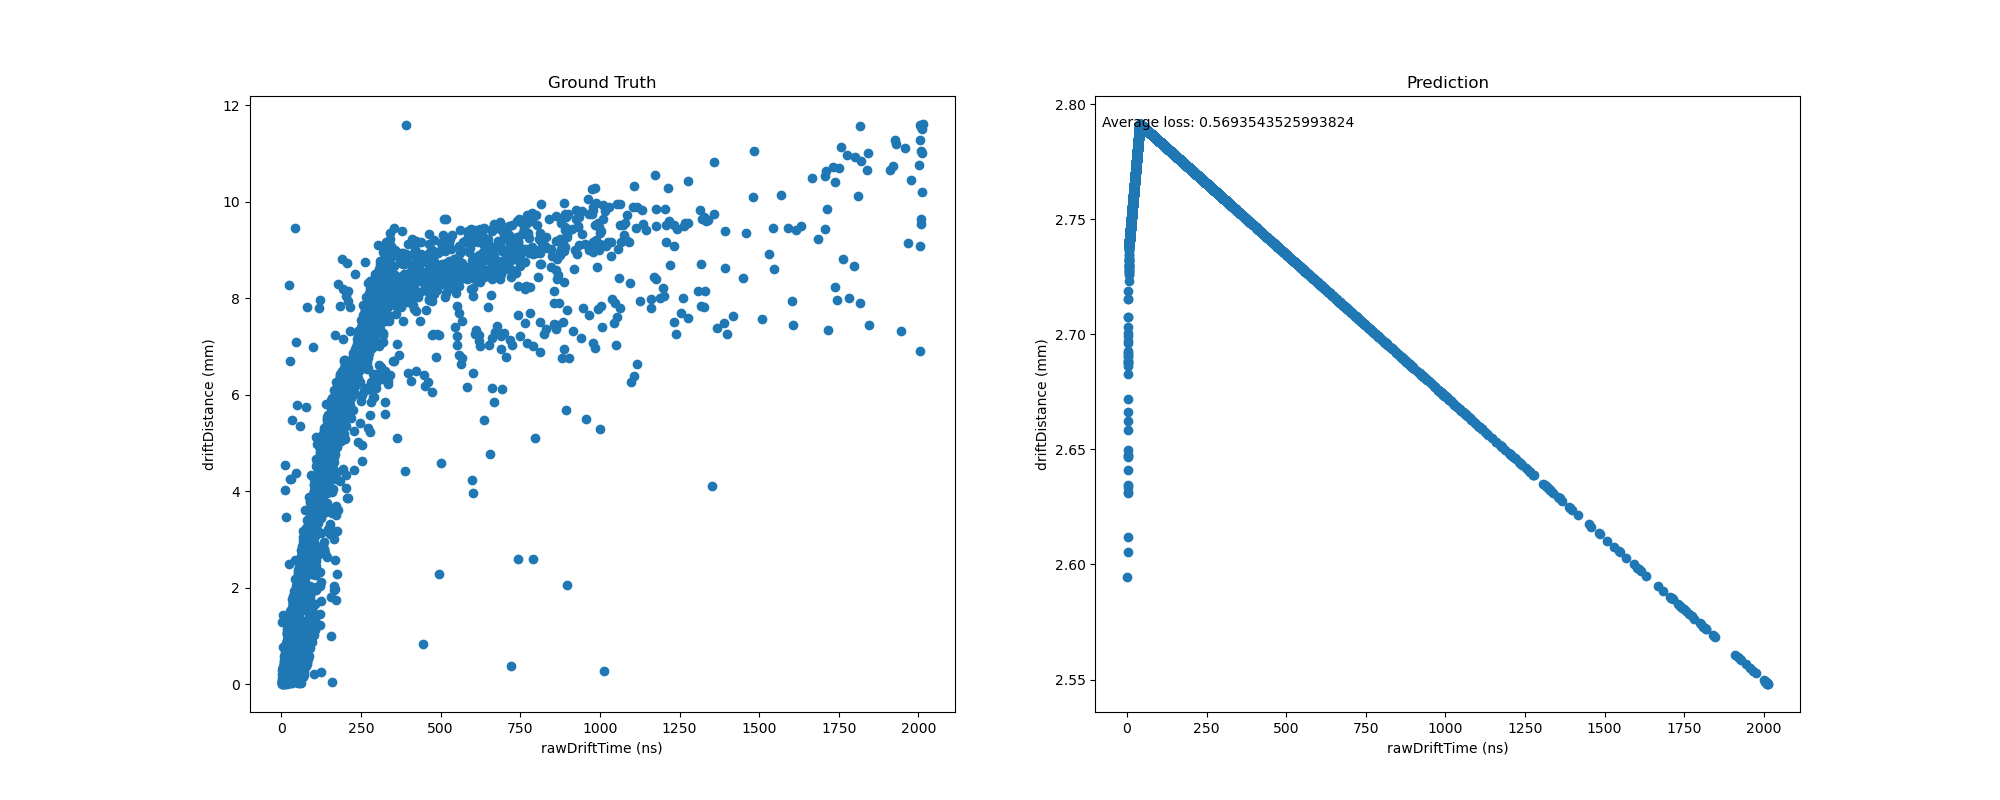 Ground Truth
12
10
8
6
4
2
0
driftDistance (mm)
0 250 500 750 1000 1250 1500 1750 2000
rawDriftTime (ns)
Prediction
Average loss: 0.5693543525993824
2.80
2.75
2.70
2.65
2.60
2.55
driftDistance (mm)
0 250 500 750 1000 1250 1500 1750 2000
rawDriftTime (ns)